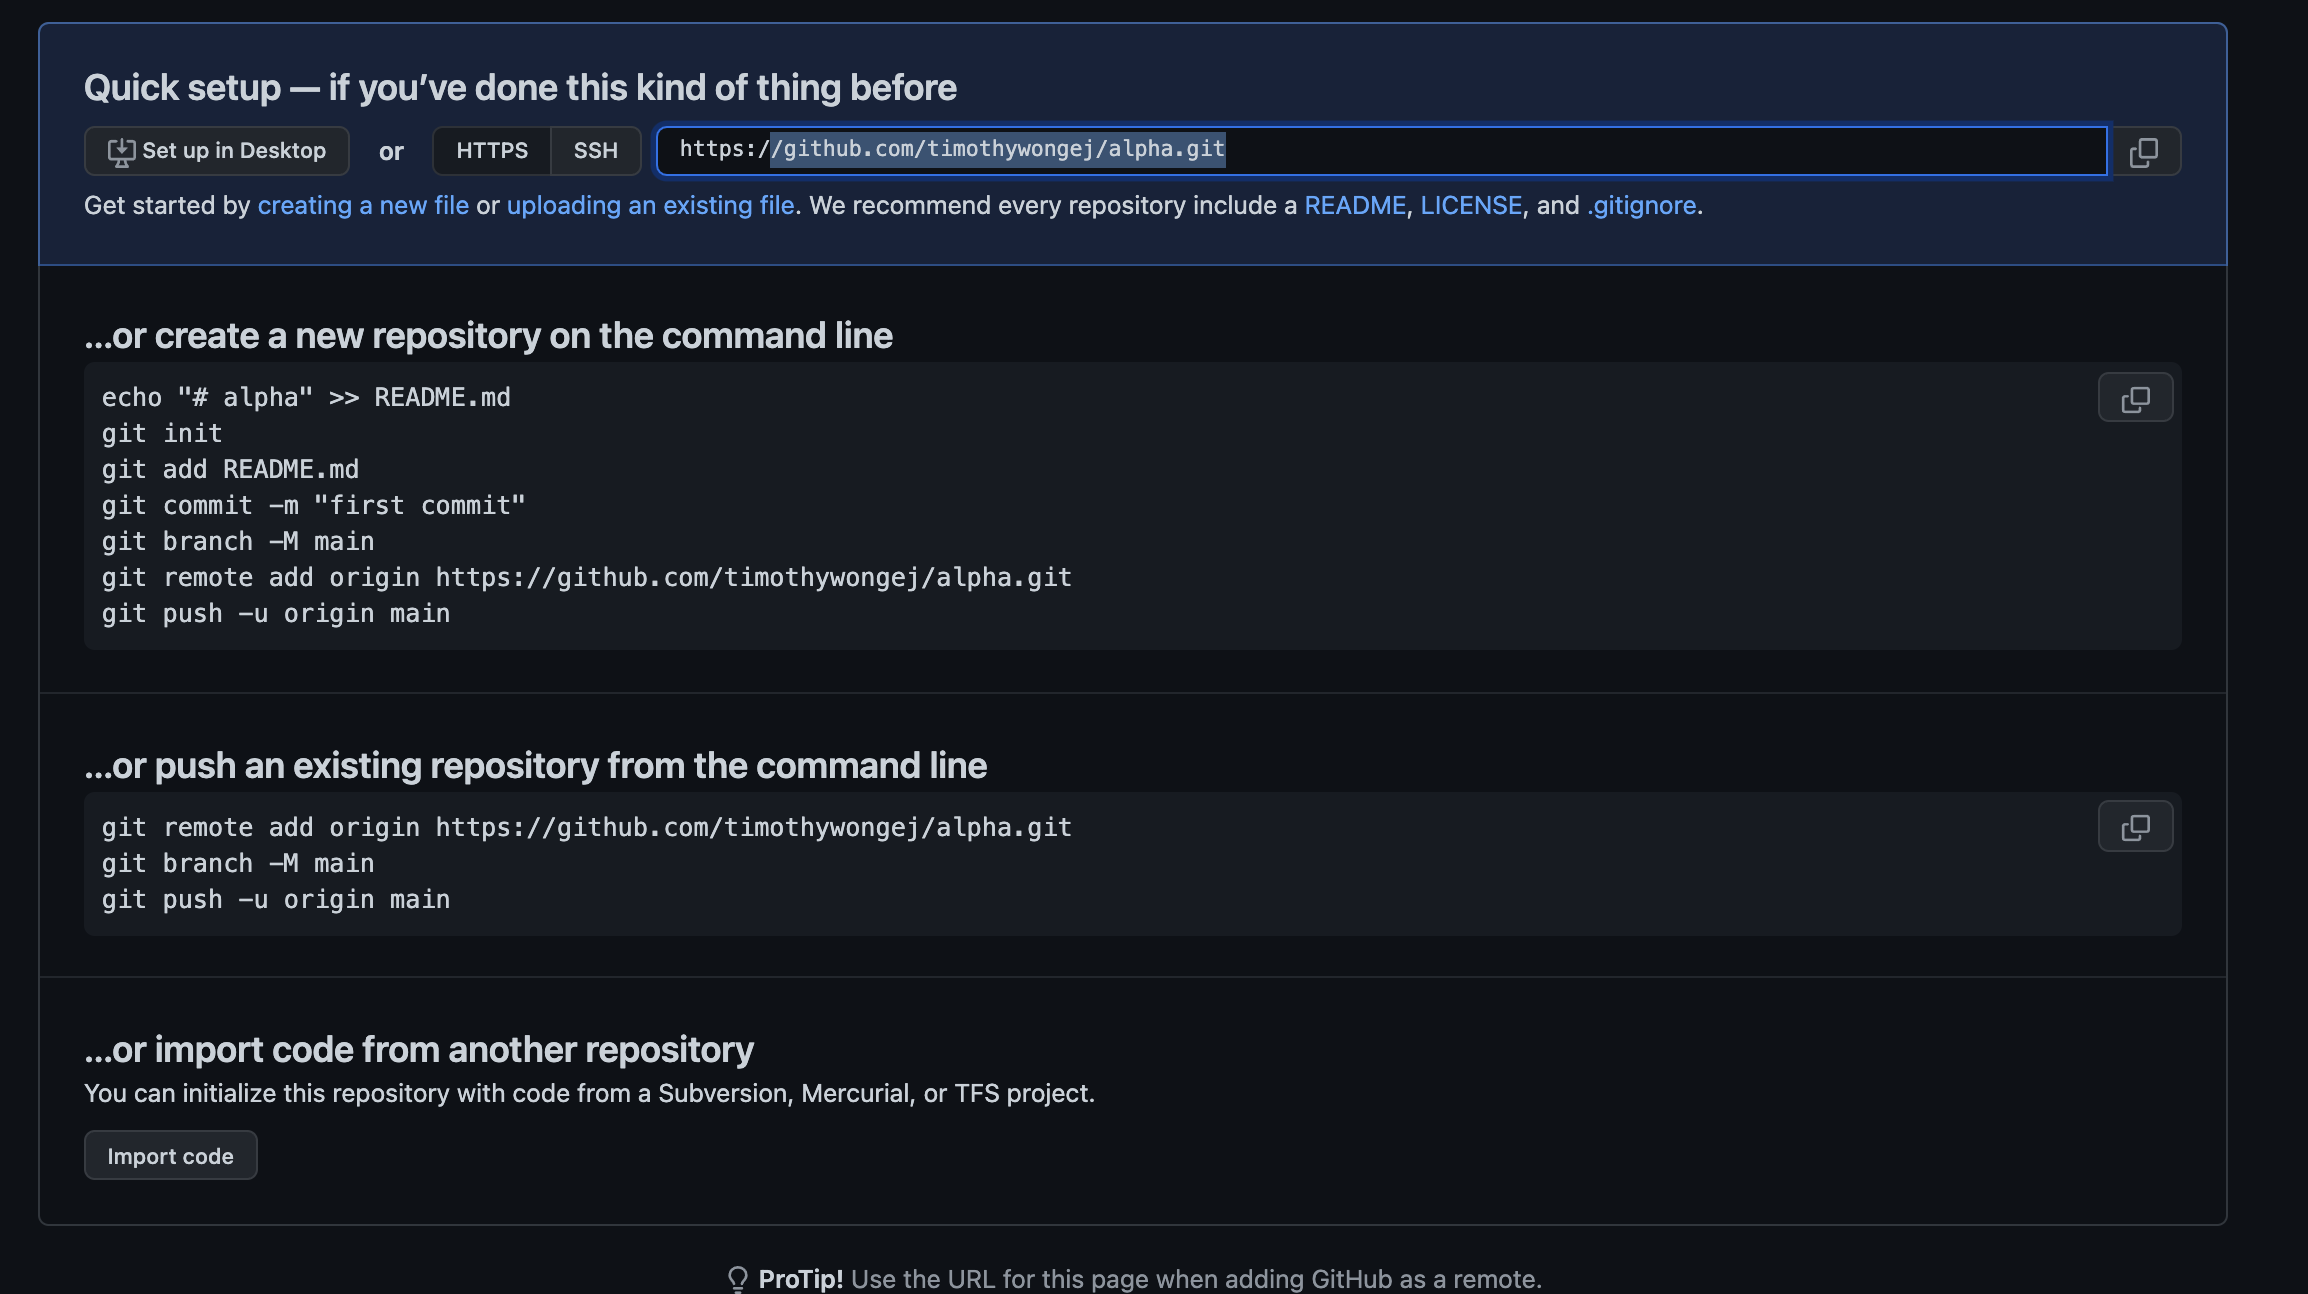 Quick setup — if you’ve done this kind of thing before
Set up in Desktop or HTTPS SSH https://github.com/timothywongej/alpha.git
Get started by creating a new file or uploading an existing file. We recommend every repository include a README, LICENSE, and .gitignore.
…or create a new repository on the command line
echo "# alpha" >> README.md
git init
git add README.md
git commit -m "first commit"
git branch -M main
git remote add origin https://github.com/timothywongej/alpha.git
git push -u origin main
…or push an existing repository from the command line
git remote add origin https://github.com/timothywongej/alpha.git
git branch -M main
git push -u origin main
…or import code from another repository
You can initialize this repository with code from a Subversion, Mercurial, or TFS project.
Import code
ProTip! Use the URL for this page when adding GitHub as a remote.